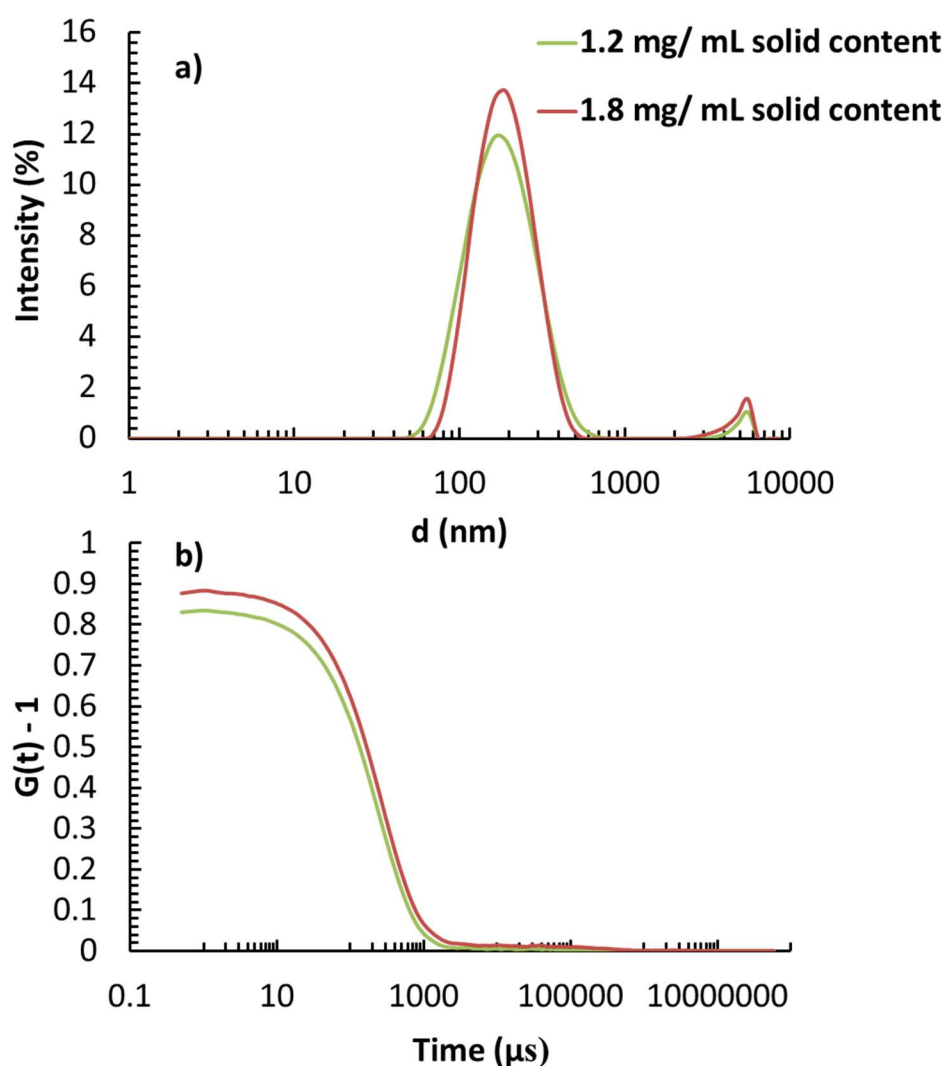 16
14
12
10
8
6
4
2
0
Intensity (%)
a)
1.2 mg/ mL solid content
1.8 mg/ mL solid content
1 10 100 1000 10000
d (nm)
1
0.9
0.8
0.7
0.6
0.5
0.4
0.3
0.2
0.1
0
G(t) - 1
b)
0.1 10 1000 100000 10000000
Time (µs)